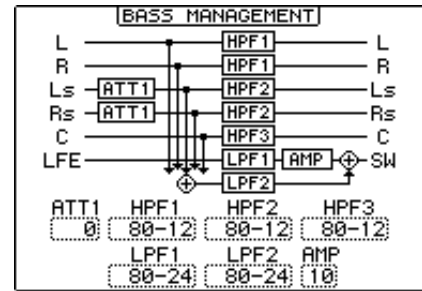 BASS MANAGEMENT
L HPF1 L
R HPF1 R
Ls ATT1 HPF2 Ls
Rs ATT1 HPF2 Rs
C HPF3 C
LFE LPF1 AMP SW
LPF2
ATT1 HPF1 HPF2 HPF3
0 80-12 80-12 80-12
LPF1 LPF2 AMP
80-24 80-24 10